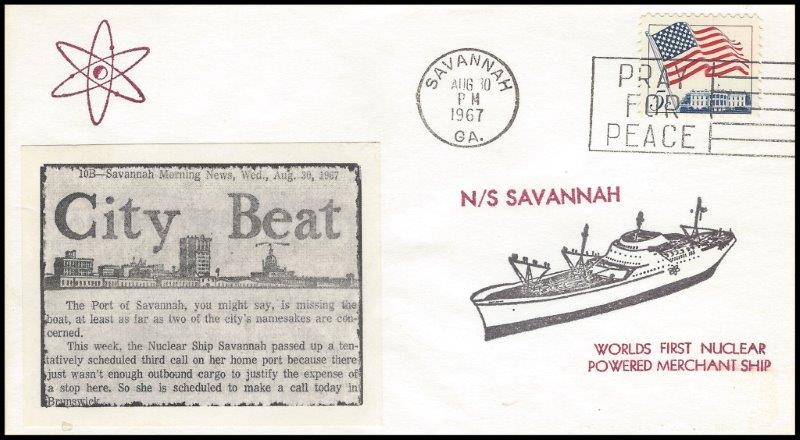 SAVANNAH
AUG 30
PM
1967
GA.
PRAY
FOR
PEACE
10B—Savannah Morning News, Wed., Aug. 30, 1967
City Beat
The Port of Savannah, you might say, is missing the
boat, at least as far as two of the city's namesakes are con-
cerned.
This week, the Nuclear Ship Savannah passed up a ten-
tatively scheduled third call on her home port because there
just wasn't enough outbound cargo to justify the expense of
a stop here. So she is scheduled to make a call today in
Brunswick.
N/S SAVANNAH
WORLDS FIRST NUCLEAR
POWERED MERCHANT SHIP